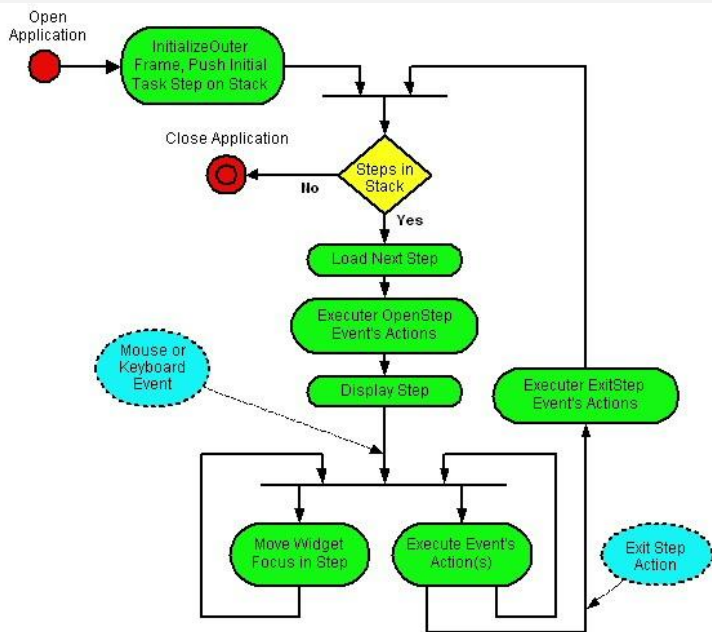 Open
Application
InitializeOuter
Frame, Push Initial
Task Step on Stack
Close Application
Steps in
Stack
No
Yes
Load Next Step
Executer OpenStep
Event's Actions
Mouse or
Keyboard
Event
Display Step
Executer ExitStep
Event's Actions
Move Widget
Focus in Step
Execute Event's
Action(s)
Exit Step
Action